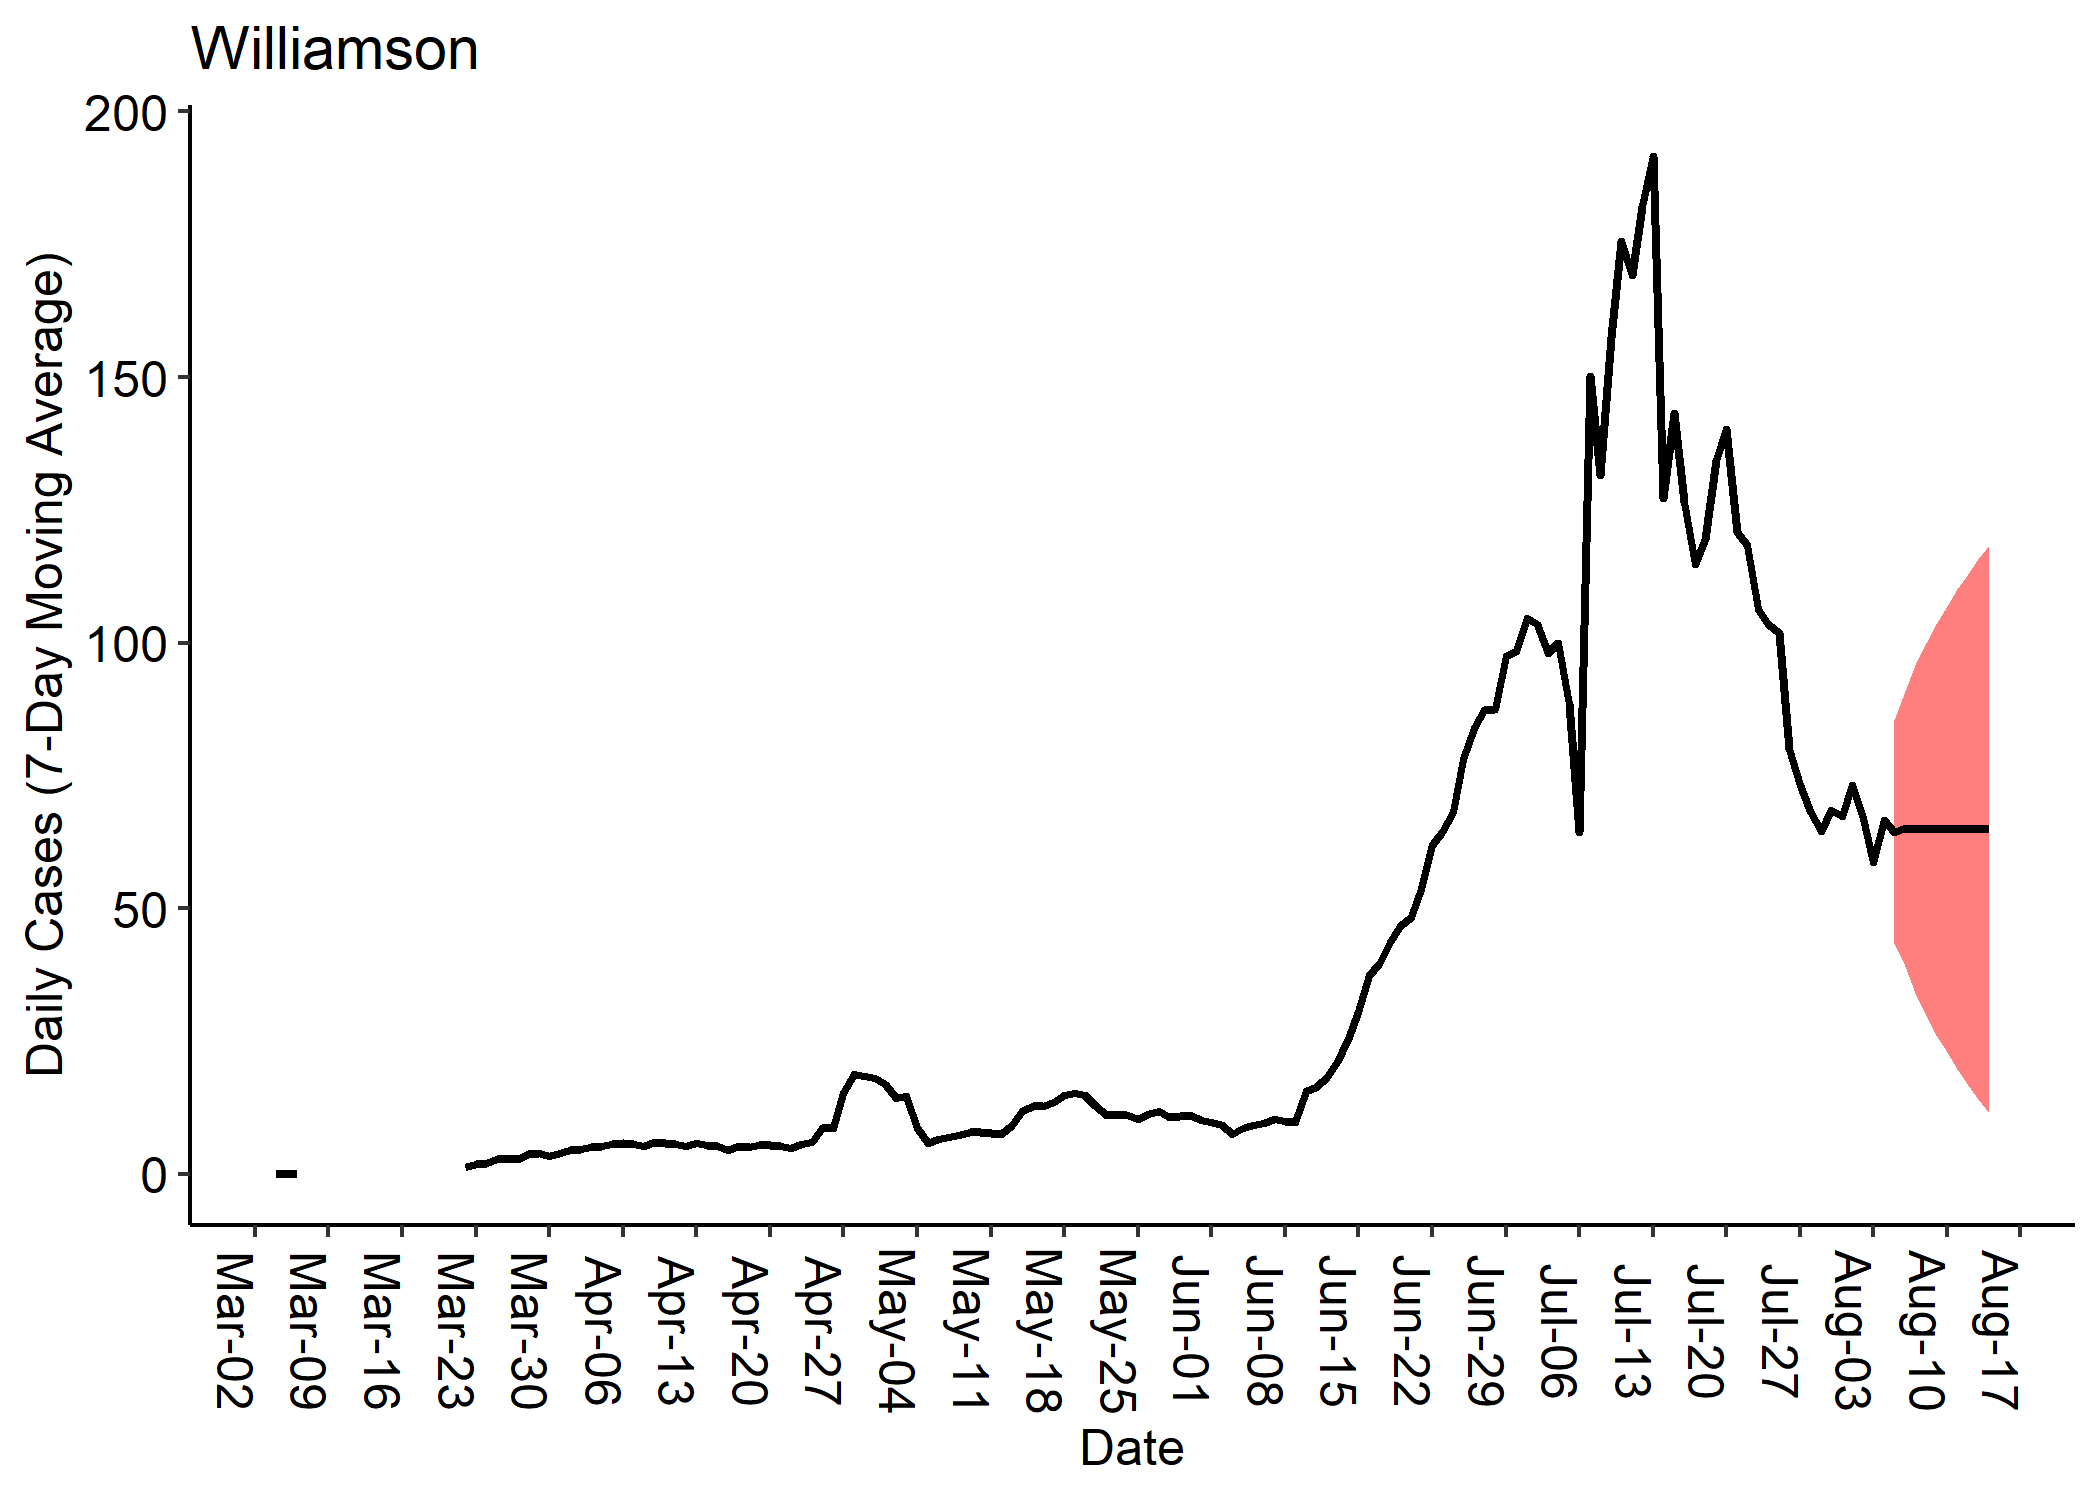 Williamson
200
150
100
50
0
Daily Cases (7-Day Moving Average)
Mar-02
Mar-09
Mar-16
Mar-23
Mar-30
Apr-06
Apr-13
Apr-20
Apr-27
May-04
May-11
May-18
May-25
Jun-01
Jun-08
Jun-15
Jun-22
Jun-29
Jul-06
Jul-13
Jul-20
Jul-27
Aug-03
Aug-10
Aug-17
Date